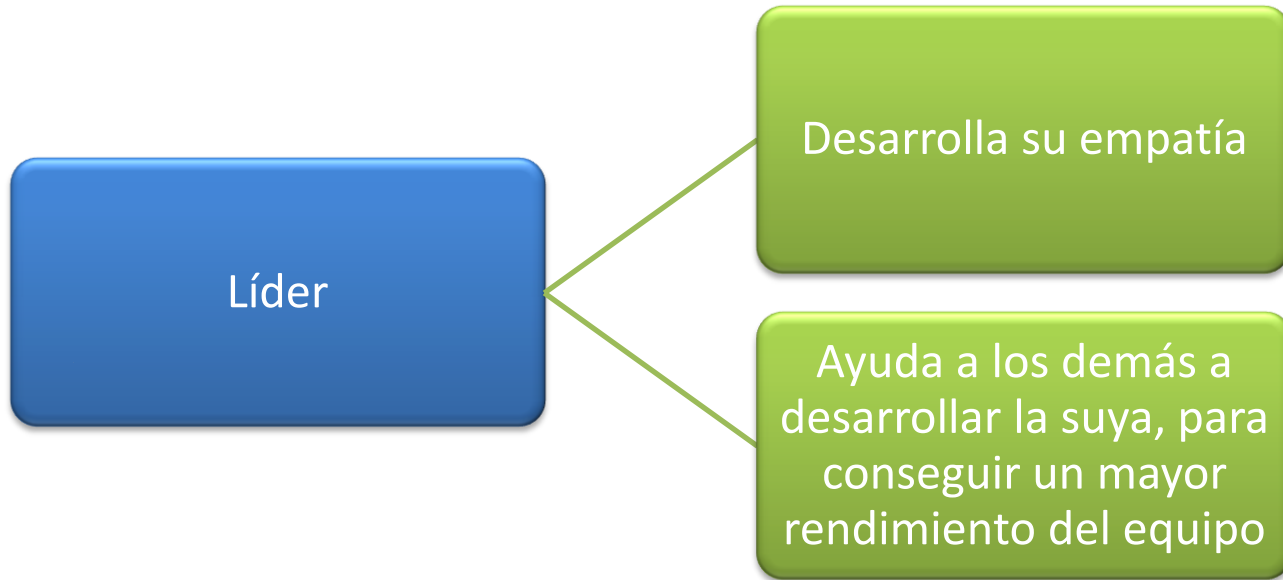 Líder
Desarrolla su empatía
Ayuda a los demás a
desarrollar la suya, para
conseguir un mayor
rendimiento del equipo